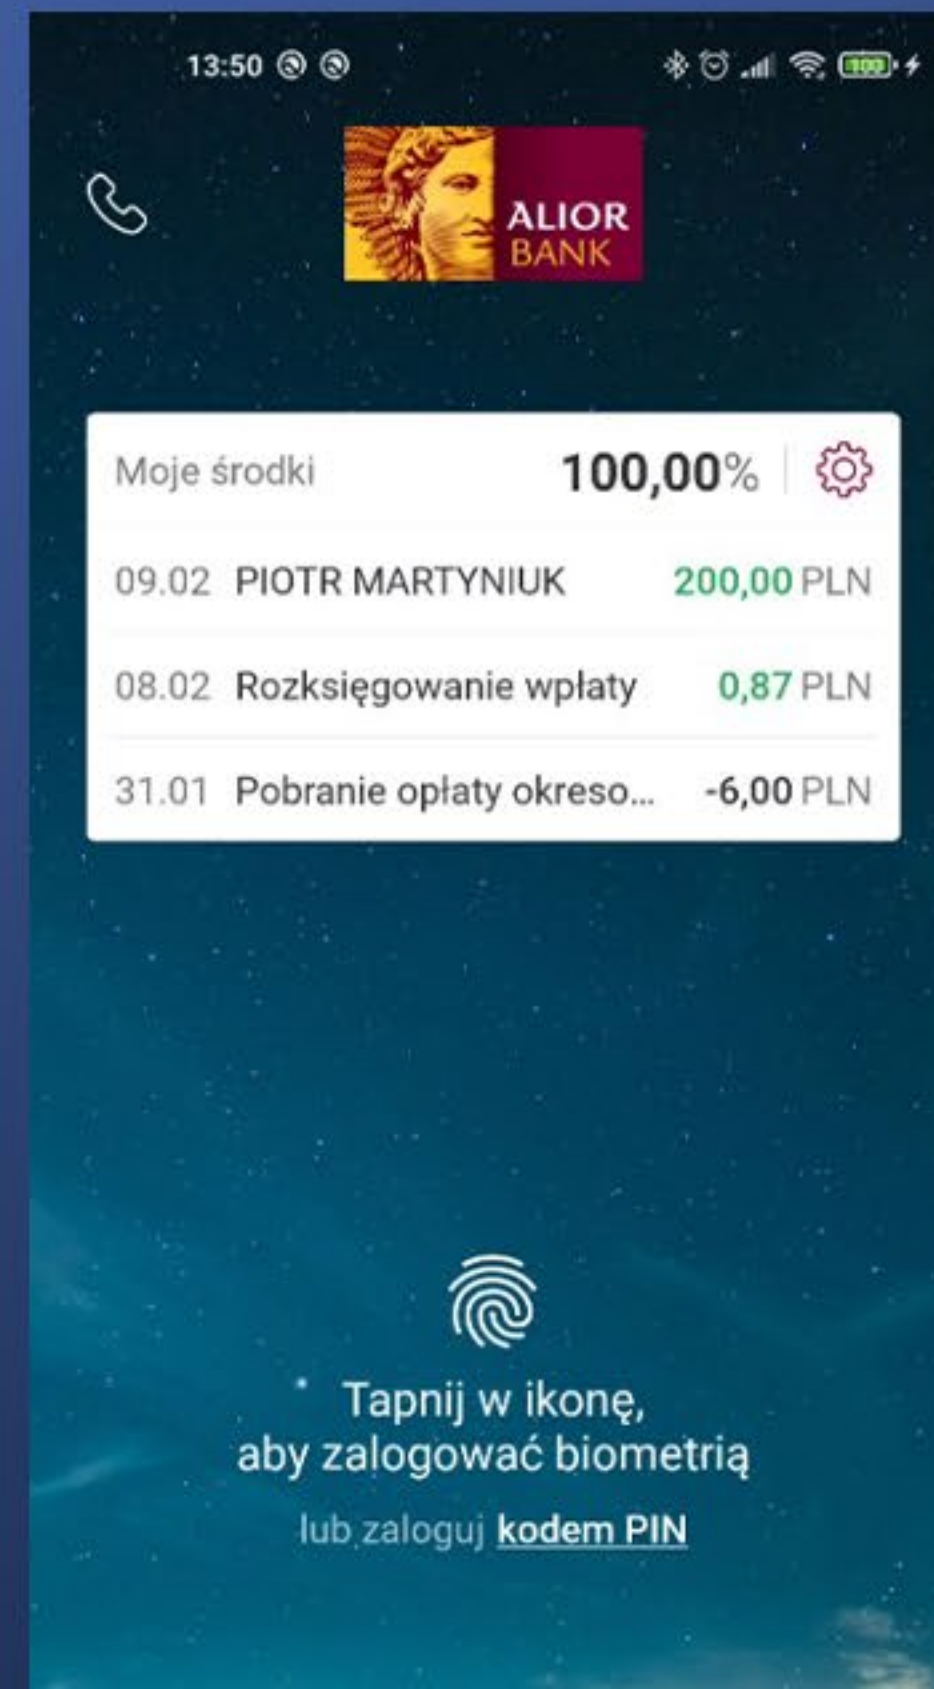 13:50
100
ALIOR
BANK
Moje środki 100,00%
09.02 PIOTR MARTYNIUK 200,00 PLN
08.02 Rozksięgowanie wpłaty 0,87 PLN
31.01 Pobranie opłaty okreso... -6,00 PLN
Tapnij w ikonę,
aby zalogować biometrią
lub zaloguj kodem PIN